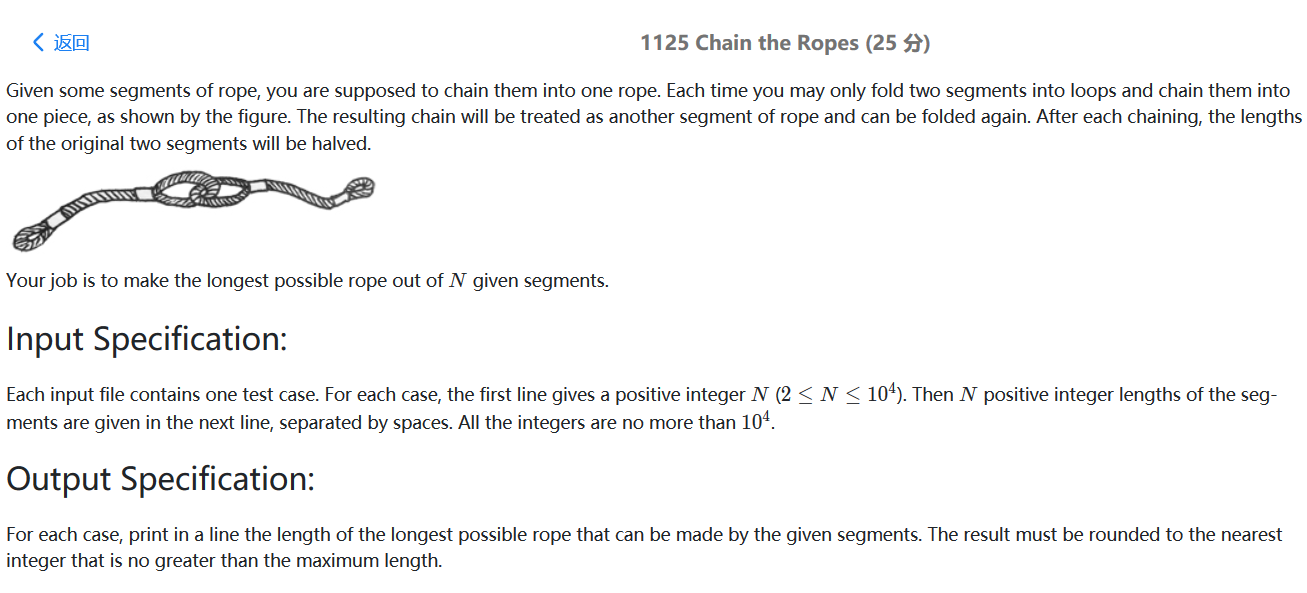 返回
1125 Chain the Ropes (25 分)
Given some segments of rope, you are supposed to chain them into one rope. Each time you may only fold two segments into loops and chain them into
one piece, as shown by the figure. The resulting chain will be treated as another segment of rope and can be folded again. After each chaining, the lengths
of the original two segments will be halved.
Your job is to make the longest possible rope out of N given segments.
Input Specification:
Each input file contains one test case. For each case, the first line gives a positive integer N (2 ≤ N ≤ 10⁴). Then N positive integer lengths of the seg-
ments are given in the next line, separated by spaces. All the integers are no more than 10⁴.
Output Specification:
For each case, print in a line the length of the longest possible rope that can be made by the given segments. The result must be rounded to the nearest
integer that is no greater than the maximum length.